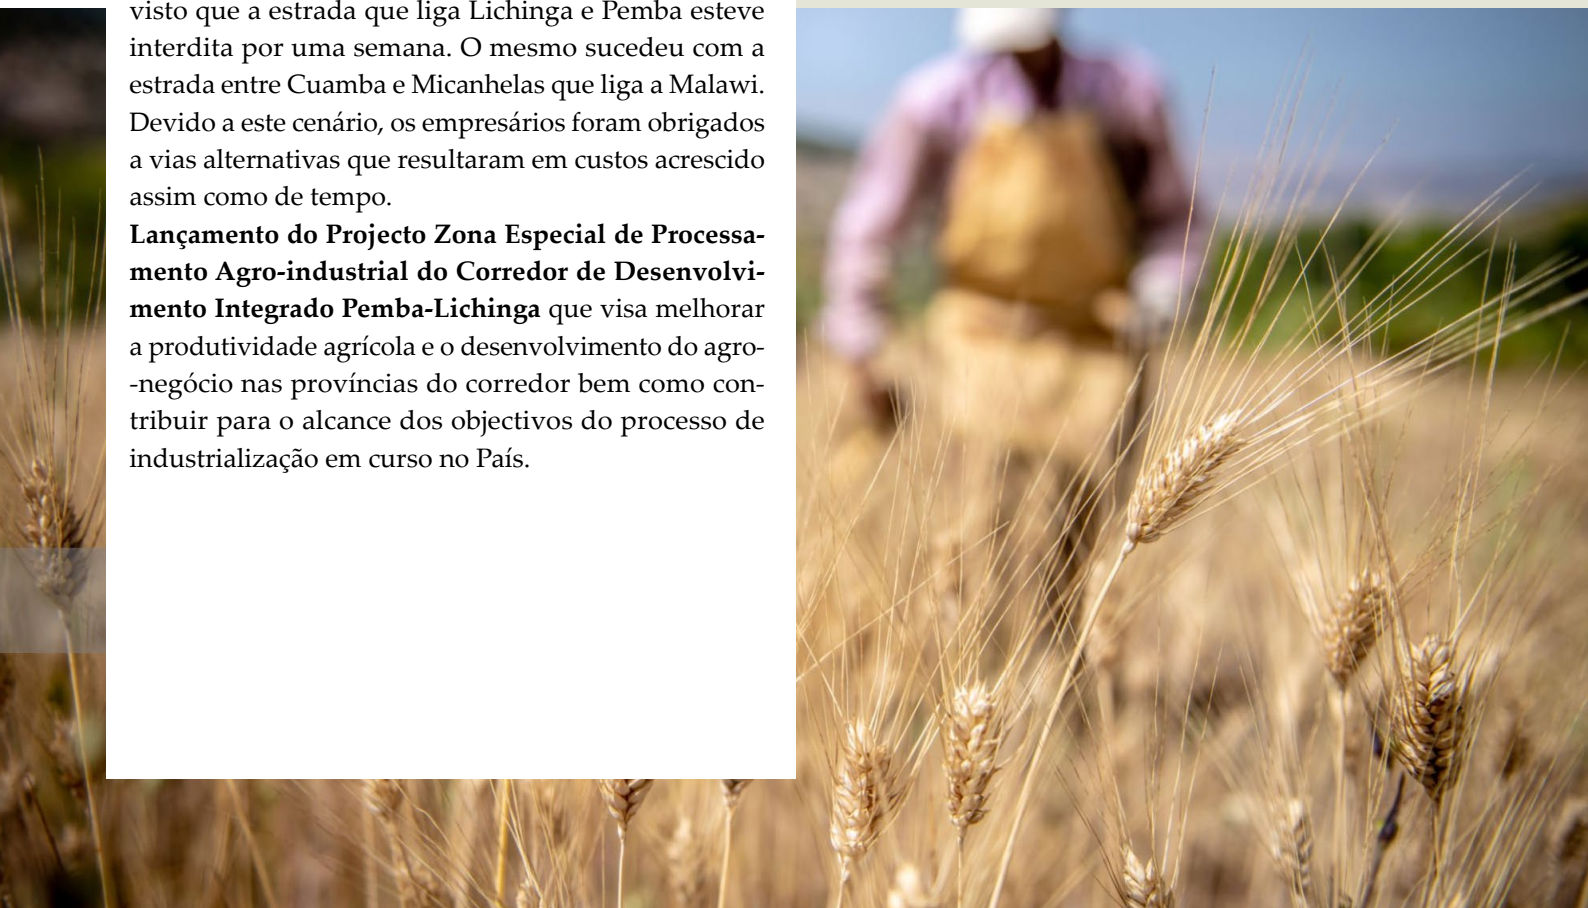 visto que a estrada que liga Lichinga e Pemba esteve
interdita por uma semana. O mesmo sucedeu com a
estrada entre Cuamba e Micanhelas que liga a Malawi.
Devido a este cenário, os empresários foram obrigados
a vias alternativas que resultaram em custos acrescido
assim como de tempo.
Lançamento do Projecto Zona Especial de Processa-
mento Agro-industrial do Corredor de Desenvolvi-
mento Integrado Pemba-Lichinga que visa melhorar
a produtividade agrícola e o desenvolvimento do agro-
-negócio nas províncias do corredor bem como con-
tribuir para o alcance dos objectivos do processo de
industrialização em curso no País.